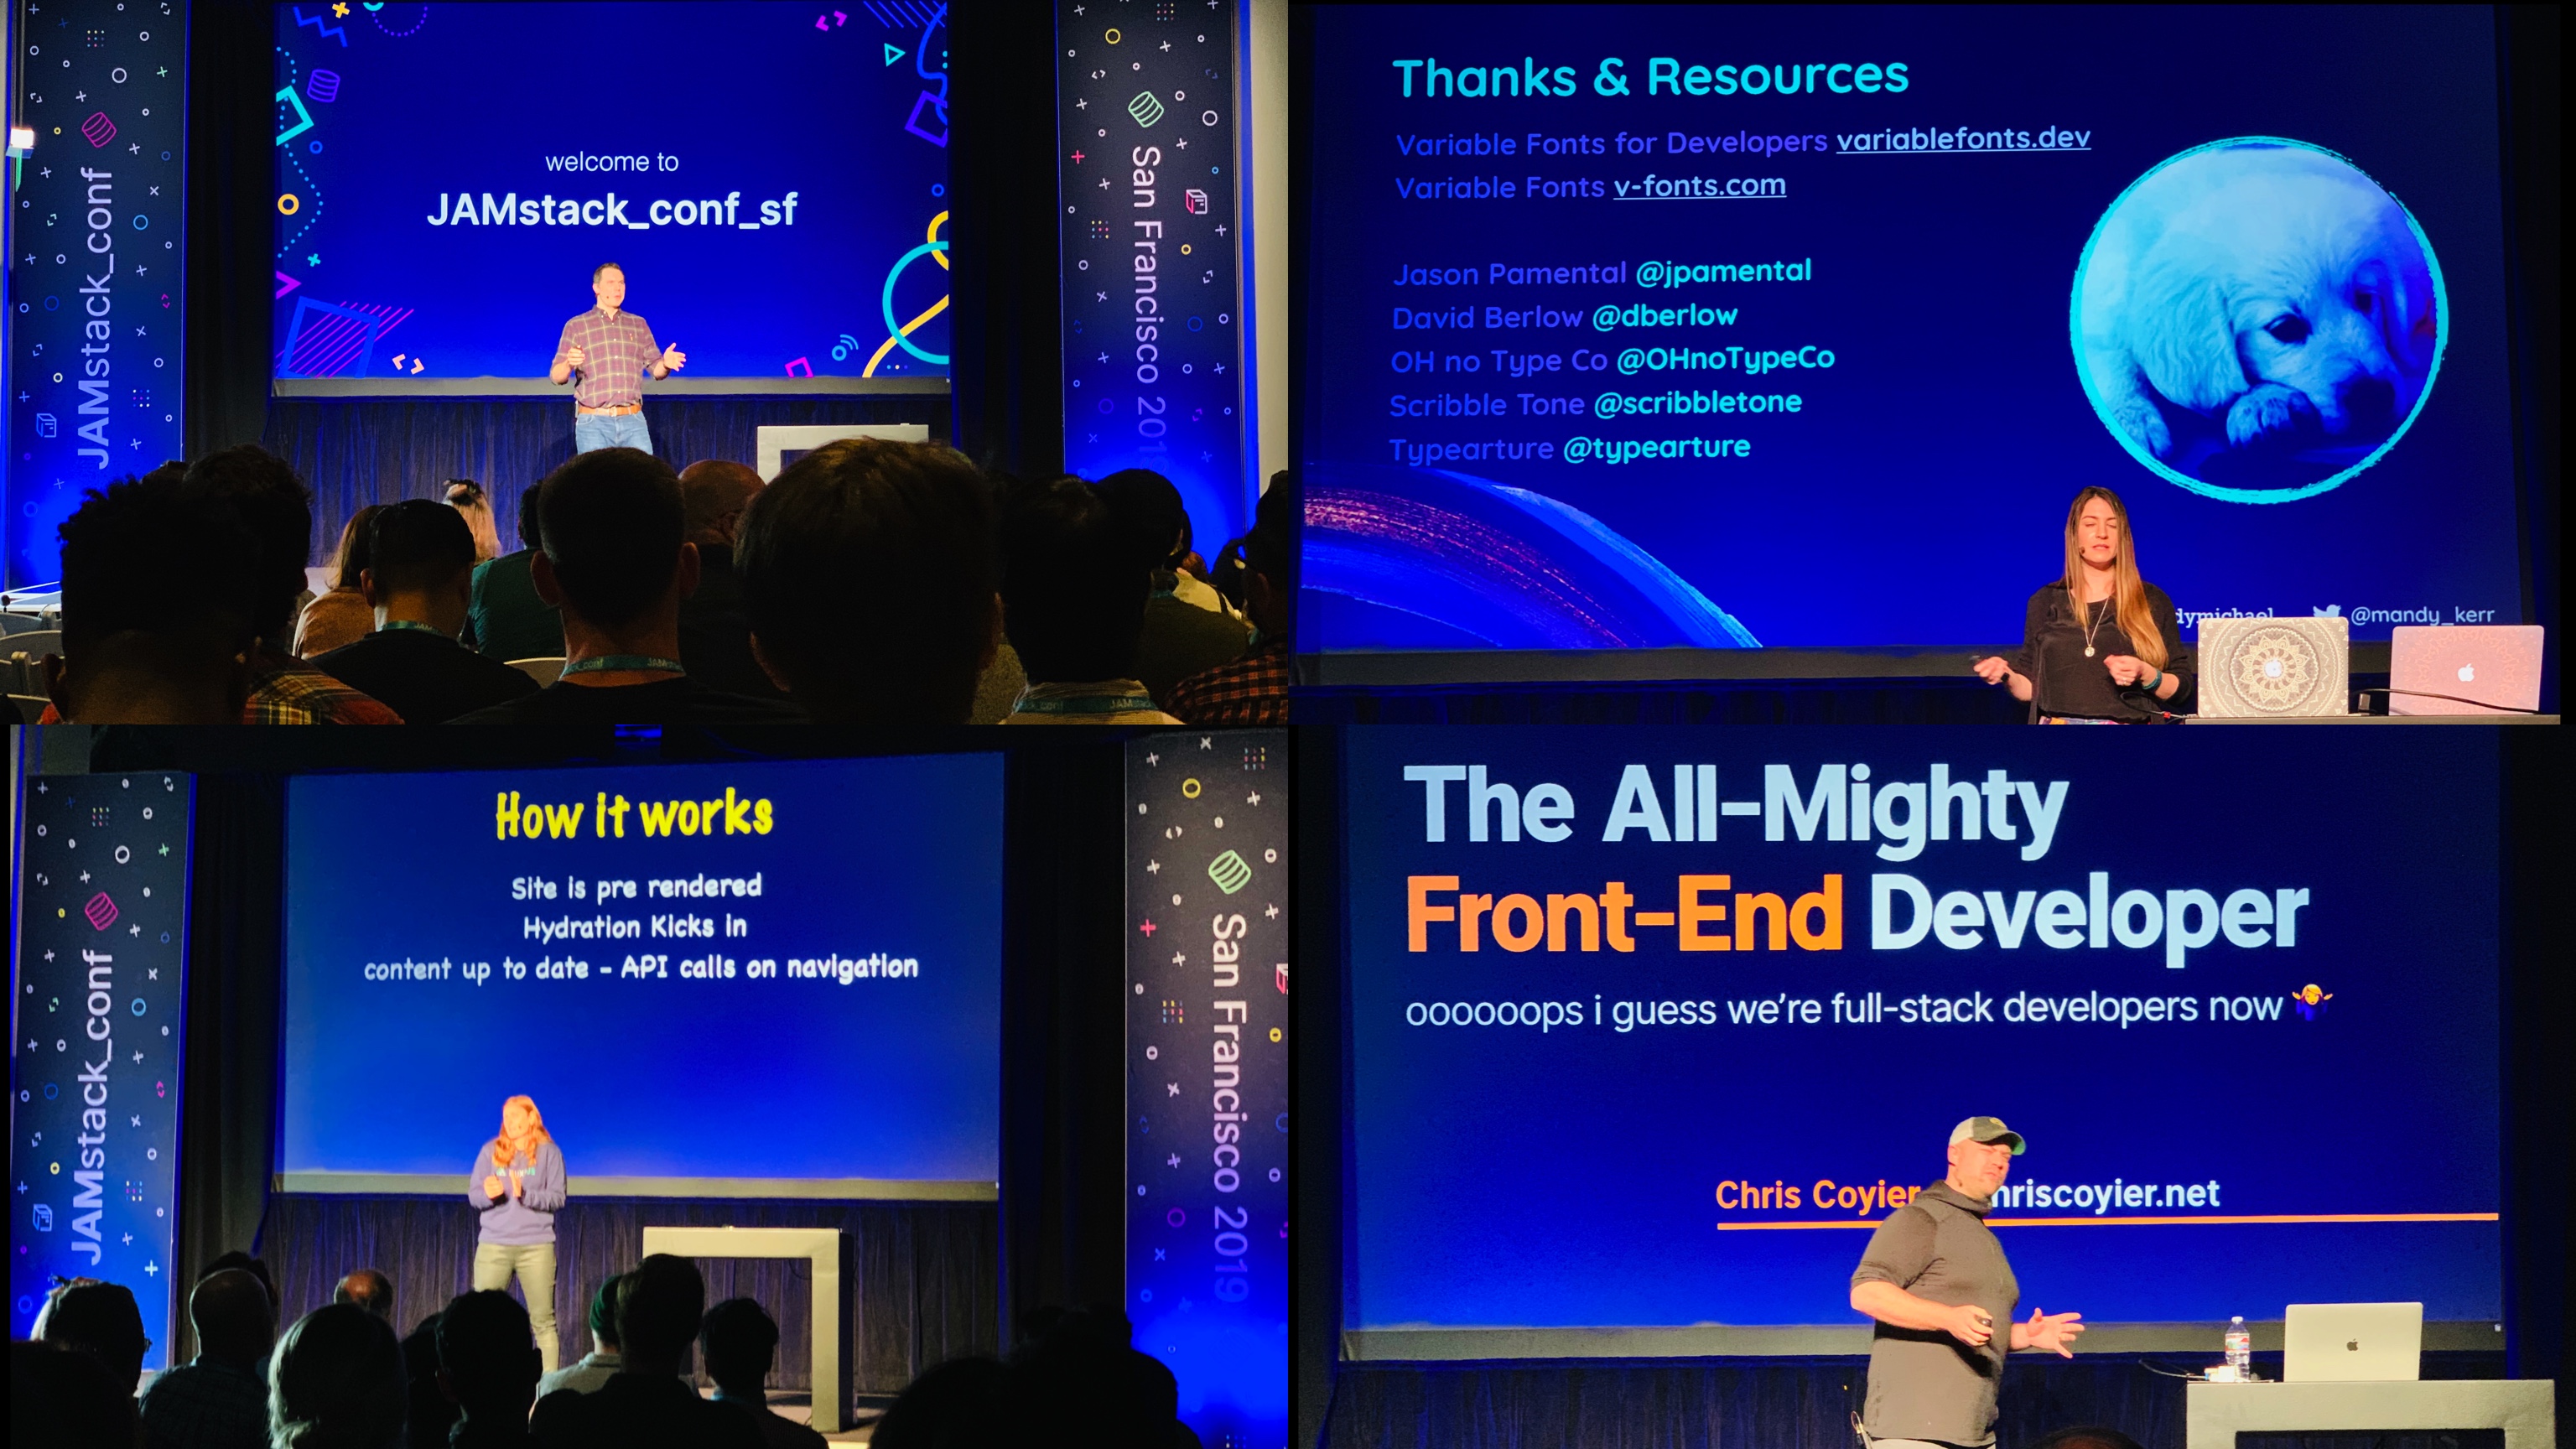 welcome to
JAMstack_conf_sf
JAMstack_conf
San Francisco 201
Thanks & Resources
Variable Fonts for Developers variablefonts.dev
Variable Fonts v-fonts.com
Jason Pamental @jpamental
David Berlow @dberlow
OH no Type Co @OHnoTypeCo
Scribble Tone @scribbletone
Typearture @typearture
dymichael @mandy_kerr
How it works
Site is pre rendered
Hydration Kicks in
content up to date - API calls on navigation
JAMstack_conf
San Francisco 2019
The All-Mighty
Front-End Developer
oooooops i guess we're full-stack developers now
Chris Coyier hriscoyier.net